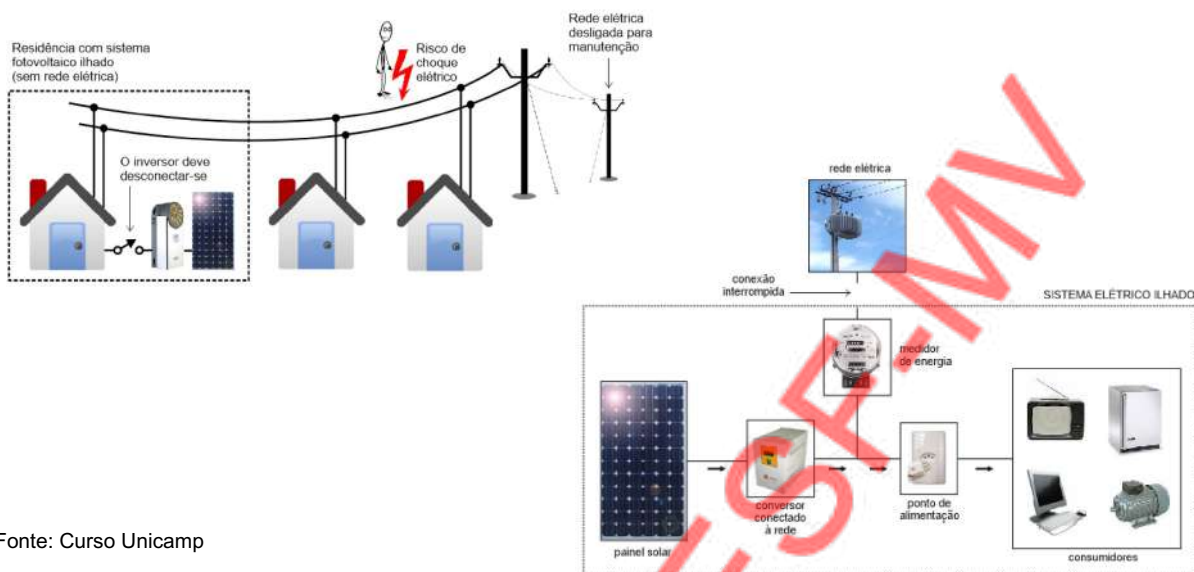 Residência com sistema
fotovoltaico ilhado
(sem rede elétrica)
O inversor deve
desconectar-se
Risco de
choque
elétrico
Rede elétrica
desligada para
manutenção
rede elétrica
conexão
interrompida
SISTEMA ELÉTRICO ILHADO
medidor
de energia
painel solar
conversor
conectado
à rede
ponto de
alimentação
consumidores
Fonte: Curso Unicamp
ESF-MV